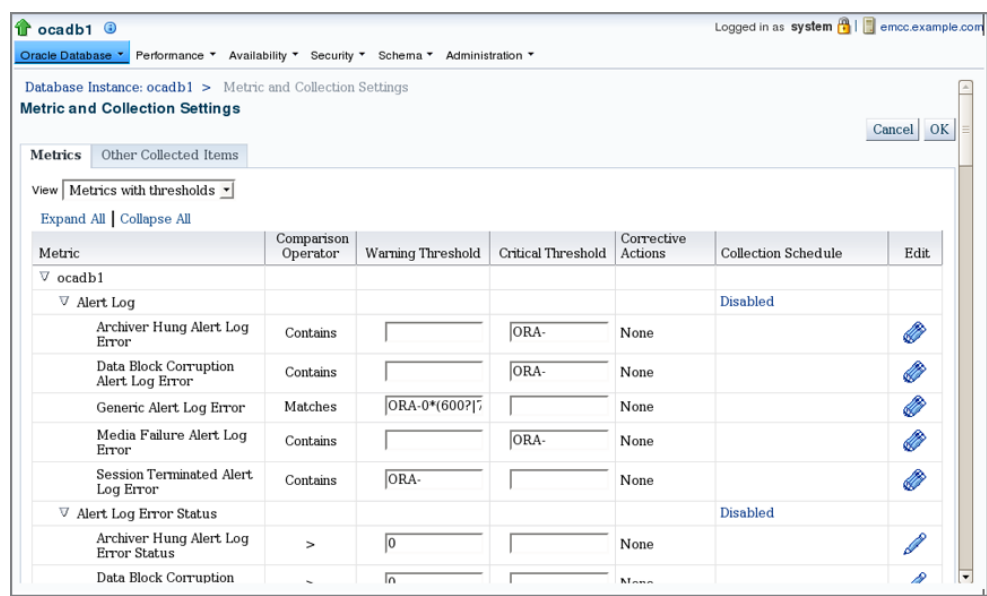 ocadb1
Logged in as system | emcc.example.com
Oracle Database Performance Availability Security Schema Administration
Database Instance: ocadb1 > Metric and Collection Settings
Metric and Collection Settings
Cancel OK
Metrics Other Collected Items
View Metrics with thresholds
Expand All | Collapse All
Metric Comparison Operator Warning Threshold Critical Threshold Corrective Actions Collection Schedule Edit
ocadb1
Alert Log Disabled
Archiver Hung Alert Log Error Contains ORA- None
Data Block Corruption Alert Log Error Contains ORA- None
Generic Alert Log Error Matches ORA-0*(600?|7 None
Media Failure Alert Log Error Contains ORA- None
Session Terminated Alert Log Error Contains ORA- None
Alert Log Error Status Disabled
Archiver Hung Alert Log Error Status > 0 None
Data Block Corruption > 0 None